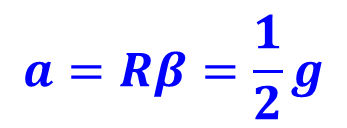 a = Rβ = 1/2 g